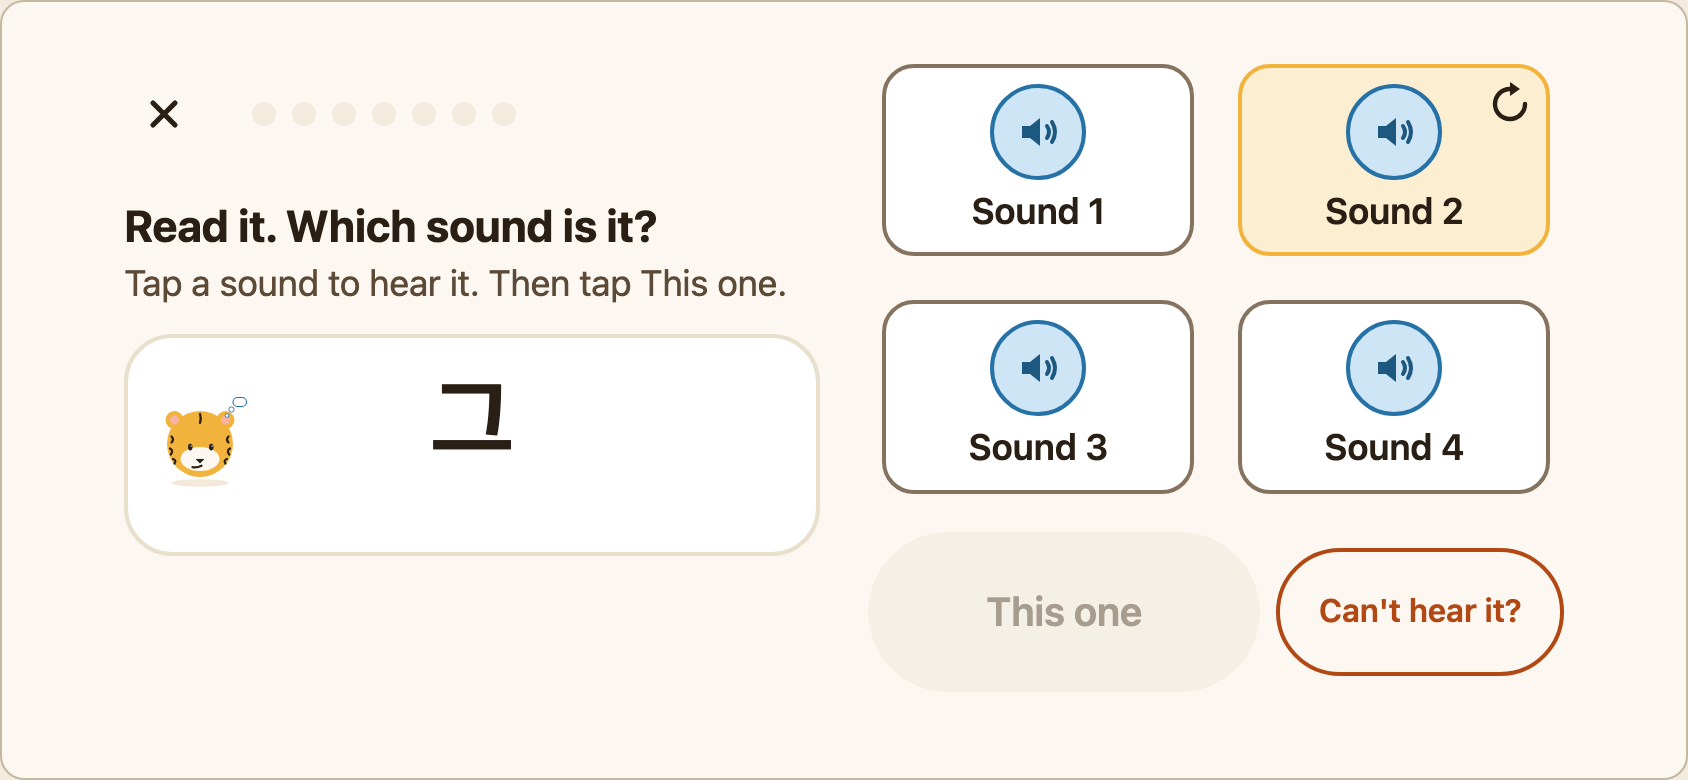 Read it. Which sound is it?
Tap a sound to hear it. Then tap This one.
그
Sound 1
Sound 2
Sound 3
Sound 4
This one
Can't hear it?